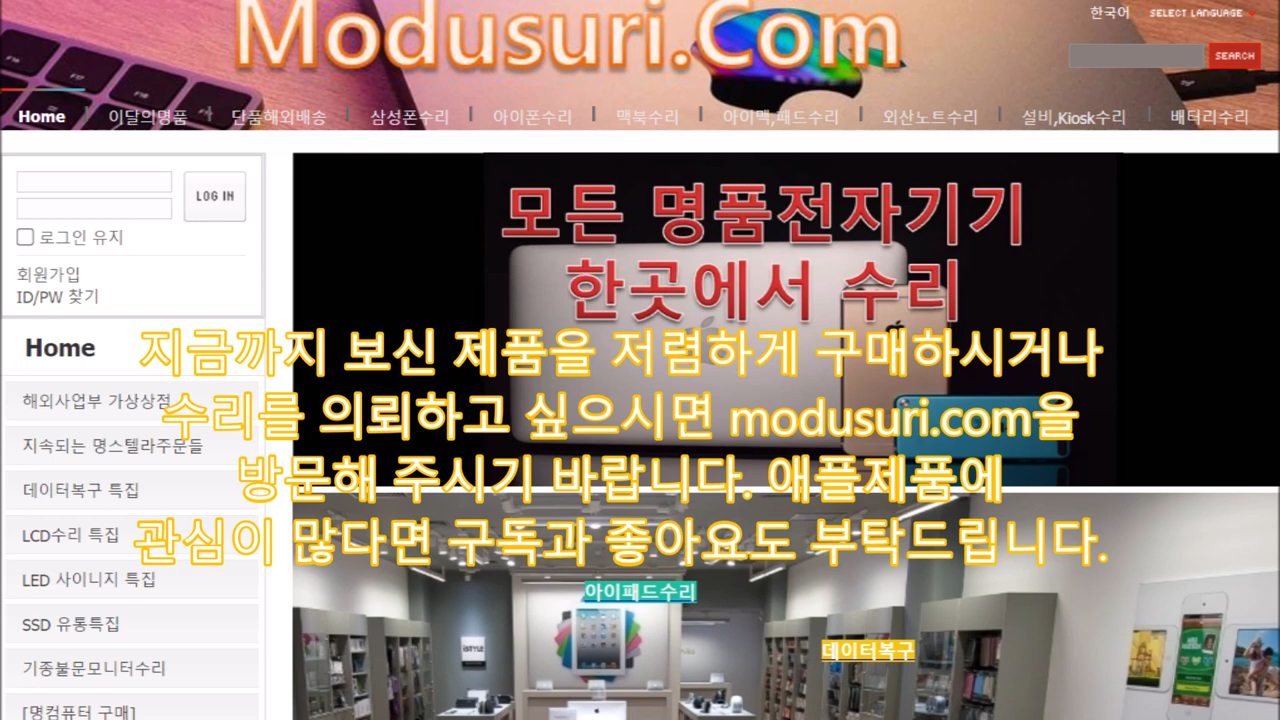 Modusuri.Com
한국어 SELECT LANGUAGE
SEARCH
Home 이달의명품 단품해외배송 삼성폰수리 아이폰수리 맥북수리 아이맥,패드수리 외산노트수리 설비,Kiosk수리 배터리수리
LOG IN
로그인 유지
회원가입
ID/PW 찾기
모든 명품전자기기
한곳에서 수리
Home
지금까지 보신 제품을 저렴하게 구매하시거나
수리를 의뢰하고 싶으시면 modusuri.com을
방문해 주시기 바랍니다. 애플제품에
관심이 많다면 구독과 좋아요도 부탁드립니다.
해외사업부 가상상점
지속되는 명스텔라주문들
데이터복구 특집
LCD수리 특집
LED 사이니지 특집
SSD 유통특집
기종불문모니터수리
[명컴퓨터 구매]
아이패드수리
데이터복구
iSTYLE